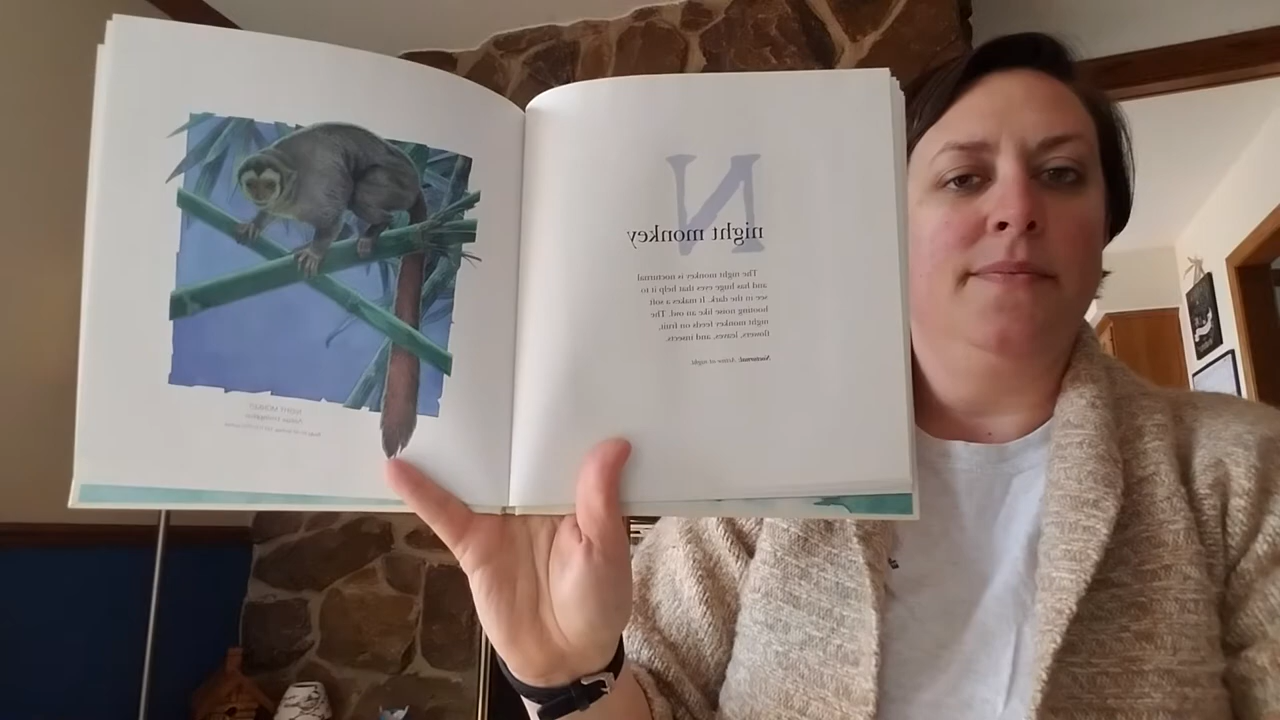 N
night monkey
The night monkey is nocturnal
and has huge eyes that help it to
see in the dark. It makes a soft
hooting noise like an owl. The
night monkey feeds on fruit,
flowers, leaves, and insects.
Nocturnal: Active at night
NIGHT MONKEY